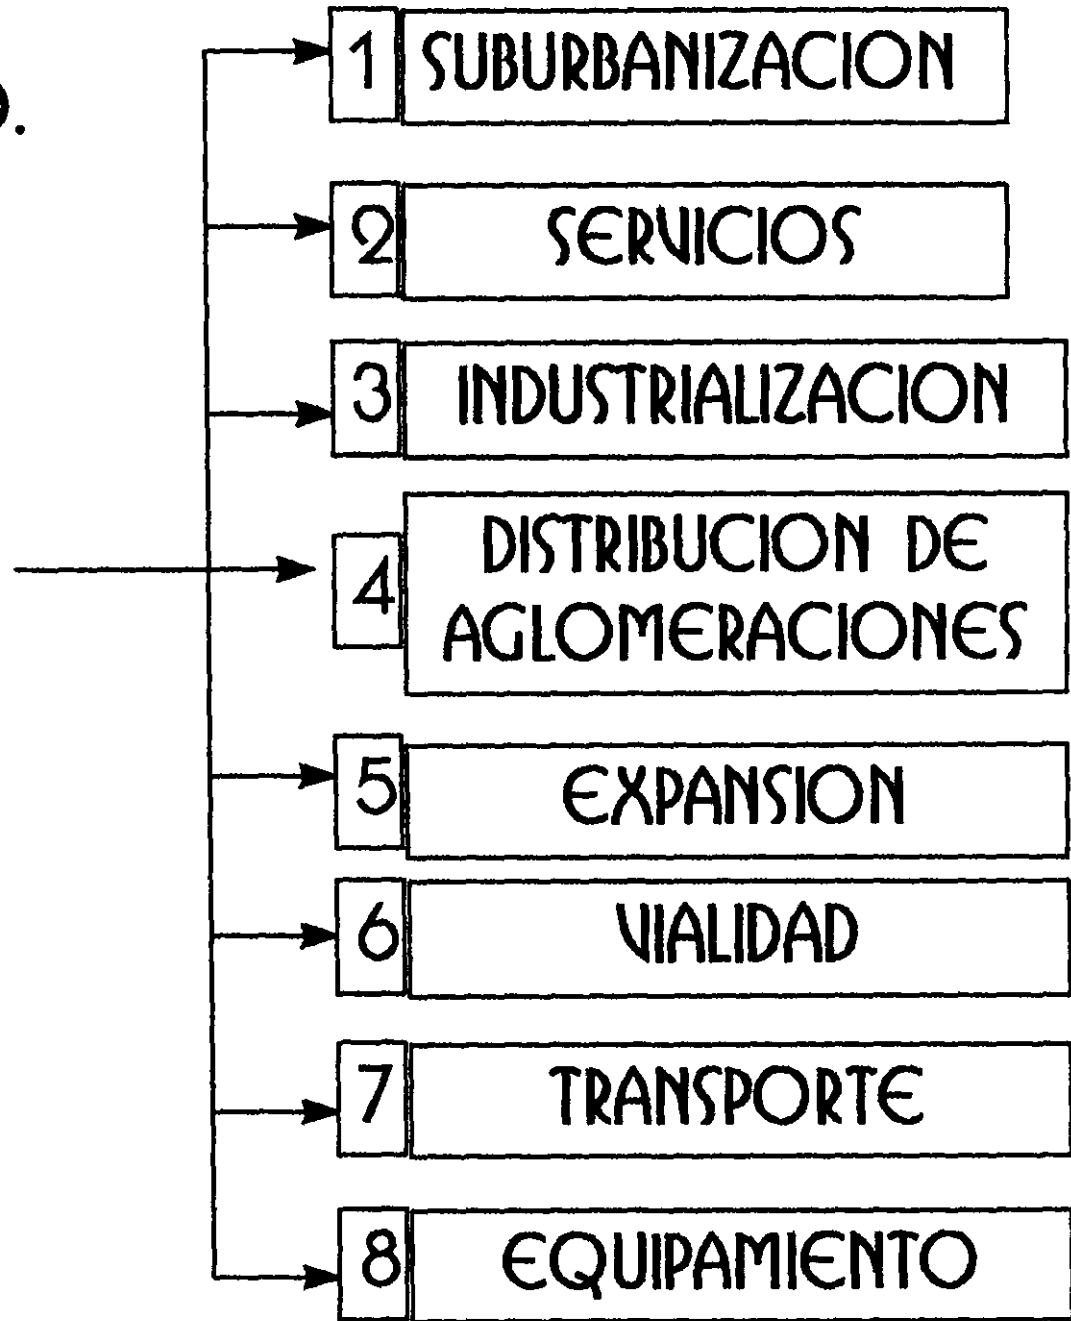 1 SUBURBANIZACION
2 SERVICIOS
3 INDUSTRIALIZACION
4 DISTRIBUCION DE
AGLOMERACIONES
5 EXPANSION
6 VIALIDAD
7 TRANSPORTE
8 EQUIPAMIENTO